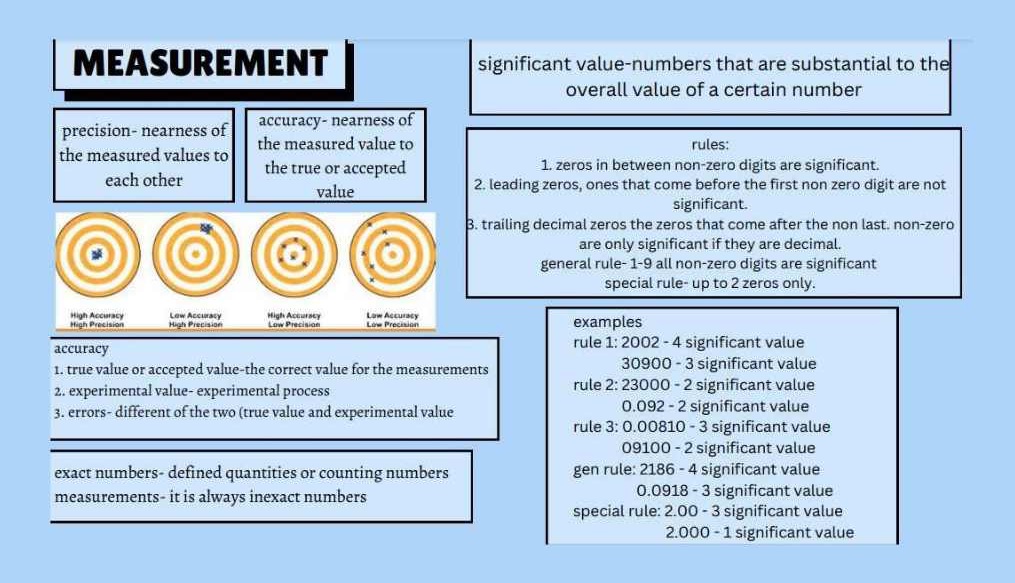 MEASUREMENT
precision- nearness of
the measured values to
each other
accuracy- nearness of
the measured value to
the true or accepted
value
High Accuracy
High Precision
Low Accuracy
High Precision
High Accuracy
Low Precision
Low Accuracy
Low Precision
accuracy
1. true value or accepted value-the correct value for the measurements
2. experimental value- experimental process
3. errors- different of the two (true value and experimental value
exact numbers- defined quantities or counting numbers
measurements- it is always inexact numbers
significant value-numbers that are substantial to the
overall value of a certain number
rules:
1. zeros in between non-zero digits are significant.
2. leading zeros, ones that come before the first non zero digit are not
significant.
3. trailing decimal zeros the zeros that come after the non last. non-zero
are only significant if they are decimal.
general rule- 1-9 all non-zero digits are significant
special rule- up to 2 zeros only.
examples
rule 1: 2002 - 4 significant value
30900 - 3 significant value
rule 2: 23000 - 2 significant value
0.092 - 2 significant value
rule 3: 0.00810 - 3 significant value
09100 - 2 significant value
gen rule: 2186 - 4 significant value
0.0918 - 3 significant value
special rule: 2.00 - 3 significant value
2.000 - 1 significant value